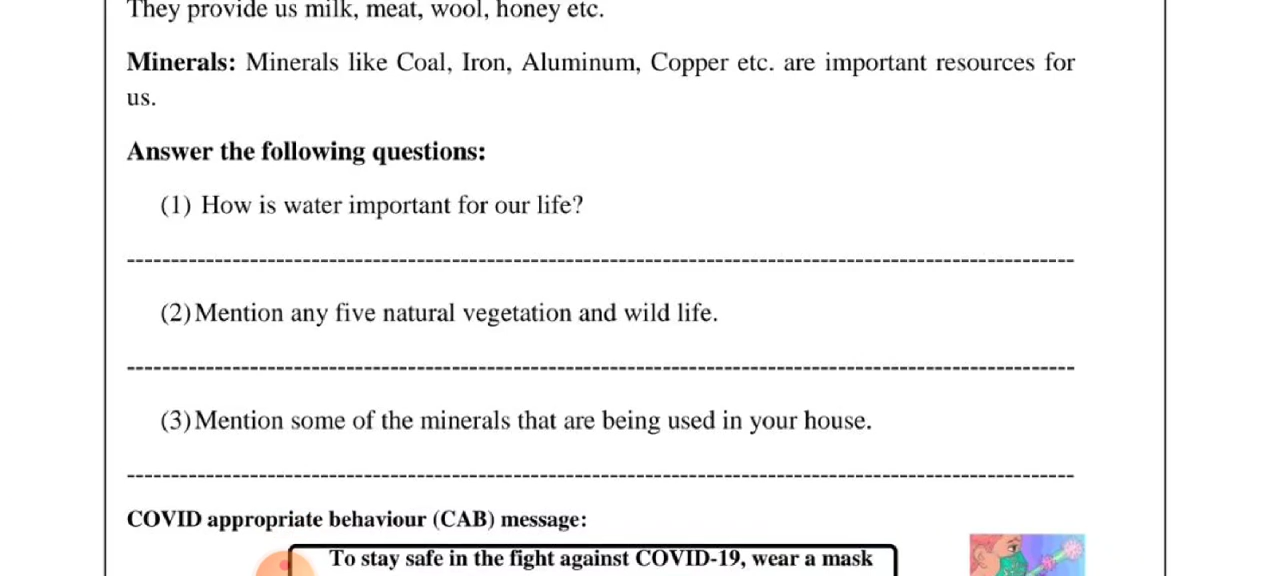 They provide us milk, meat, wool, honey etc.
Minerals: Minerals like Coal, Iron, Aluminum, Copper etc. are important resources for
us.
Answer the following questions:
(1) How is water important for our life?
(2) Mention any five natural vegetation and wild life.
(3) Mention some of the minerals that are being used in your house.
COVID appropriate behaviour (CAB) message:
To stay safe in the fight against COVID-19, wear a mask